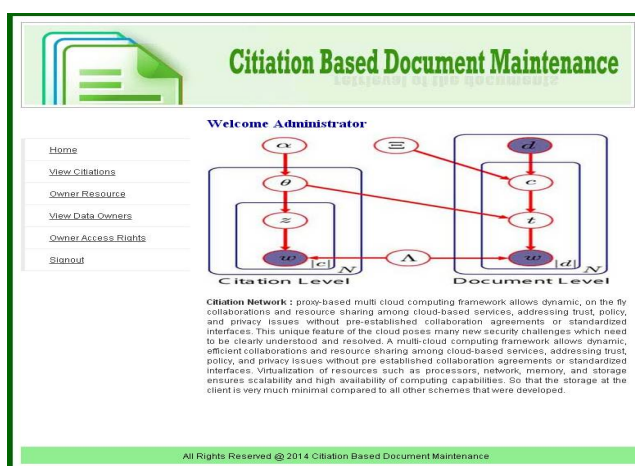 Citiation Based Document Maintenance
retrieval of the documents
Welcome Administrator
Home
View Citations
Owner Resource
View Data Owners
Owner Access Rights
Signout
α Ξ d
θ c
z t
w |c| N Λ w |d| N
Citation Level Document Level
Citiation Network : proxy-based multi cloud computing framework allows dynamic, on the fly
collaborations and resource sharing among cloud-based services, addressing trust, policy,
and privacy issues without pre-established collaboration agreements or standardized
interfaces. This unique feature of the cloud poses many new security challenges which need
to be clearly understood and resolved. A multi-cloud computing framework allows dynamic,
efficient collaborations and resource sharing among cloud-based services, addressing trust,
policy, and privacy issues without pre established collaboration agreements or standardized
interfaces. Virtualization of resources such as processors, network, memory, and storage
ensures scalability and high availability of computing capabilities. So that the storage at the
client is very much minimal compared to all other schemes that were developed.
All Rights Reserved @ 2014 Citiation Based Document Maintenance